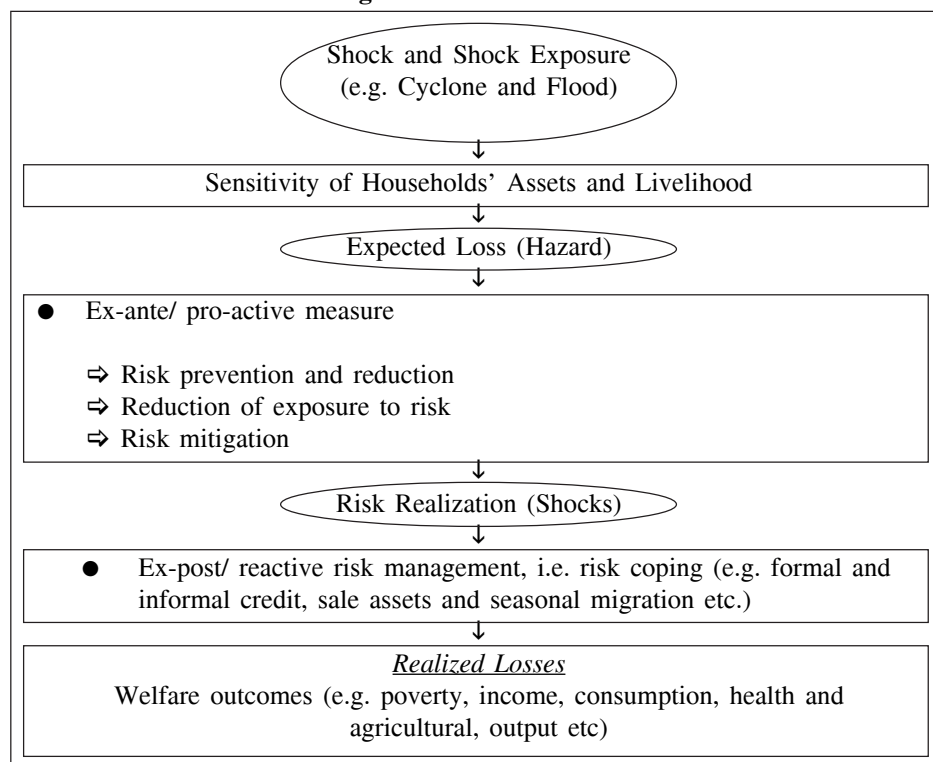 Shock and Shock Exposure
(e.g. Cyclone and Flood)
↓
Sensitivity of Households’ Assets and Livelihood
↓
Expected Loss (Hazard)
↓
● Ex-ante/ pro-active measure
⇨ Risk prevention and reduction
⇨ Reduction of exposure to risk
⇨ Risk mitigation
↓
Risk Realization (Shocks)
↓
● Ex-post/ reactive risk management, i.e. risk coping (e.g. formal and
informal credit, sale assets and seasonal migration etc.)
↓
Realized Losses
Welfare outcomes (e.g. poverty, income, consumption, health and
agricultural, output etc)